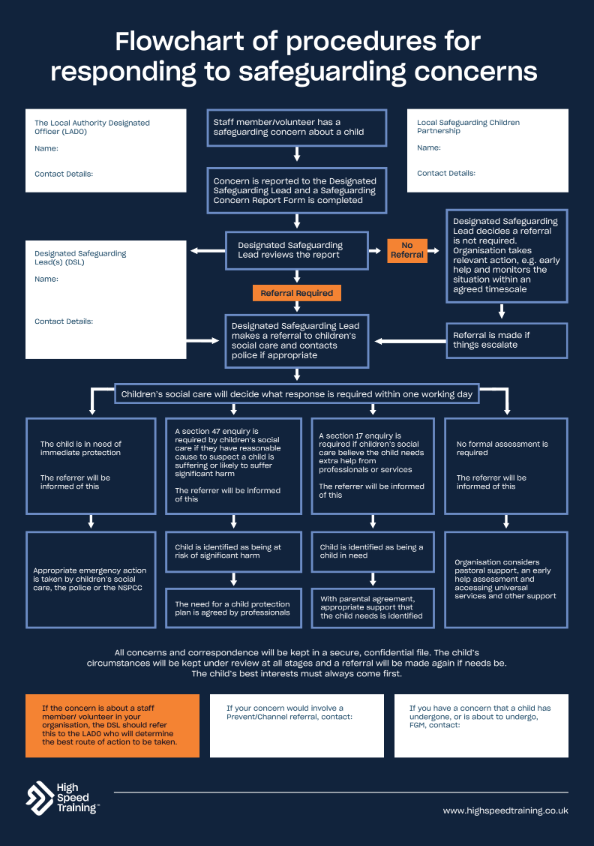 Flowchart of procedures for
responding to safeguarding concerns
The Local Authority Designated
Officer (LADO)
Name:
Contact Details:
Staff member/volunteer has a
safeguarding concern about a child
Local Safeguarding Children
Partnership
Name:
Contact Details:
Concern is reported to the Designated
Safeguarding Lead and a Safeguarding
Concern Report Form is completed
Designated Safeguarding
Lead(s) (DSL)
Name:
Contact Details:
Designated Safeguarding
Lead reviews the report
No
Referral
Designated Safeguarding
Lead decides a referral
is not required.
Organisation takes
relevant action, e.g. early
help and monitors the
situation within an
agreed timescale
Referral Required
Designated Safeguarding Lead
makes a referral to children's
social care and contacts
police if appropriate
Referral is made if
things escalate
Children's social care will decide what response is required within one working day
The child is in need of
immediate protection
The referrer will be
informed of this
A section 47 enquiry is
required by children's social
care if they have reasonable
cause to suspect a child is
suffering or likely to suffer
significant harm
The referrer will be informed
of this
A section 17 enquiry is
required if children's social
care believe the child needs
extra help from
professionals or services
The referrer will be informed
of this
No formal assessment is
required
The referrer will be
informed of this
Appropriate emergency action
is taken by children's social
care, the police or the NSPCC
Child is identified as being at
risk of significant harm
The need for a child protection
plan is agreed by professionals
Child is identified as being a
child in need
With parental agreement,
appropriate support that
the child needs is identified
Organisation considers
pastoral support, an early
help assessment and
accessing universal
services and other support
All concerns and correspondence will be kept in a secure, confidential file. The child's
circumstances will be kept under review at all stages and a referral will be made again if needs be.
The child's best interests must always come first.
If the concern is about a staff
member/ volunteer in your
organisation, the DSL should refer
this to the LADO who will determine
the best route of action to be taken.
If your concern would involve a
Prevent/Channel referral, contact:
If you have a concern that a child has
undergone, or is about to undergo,
FGM, contact:
High
Speed
Training™
www.highspeedtraining.co.uk